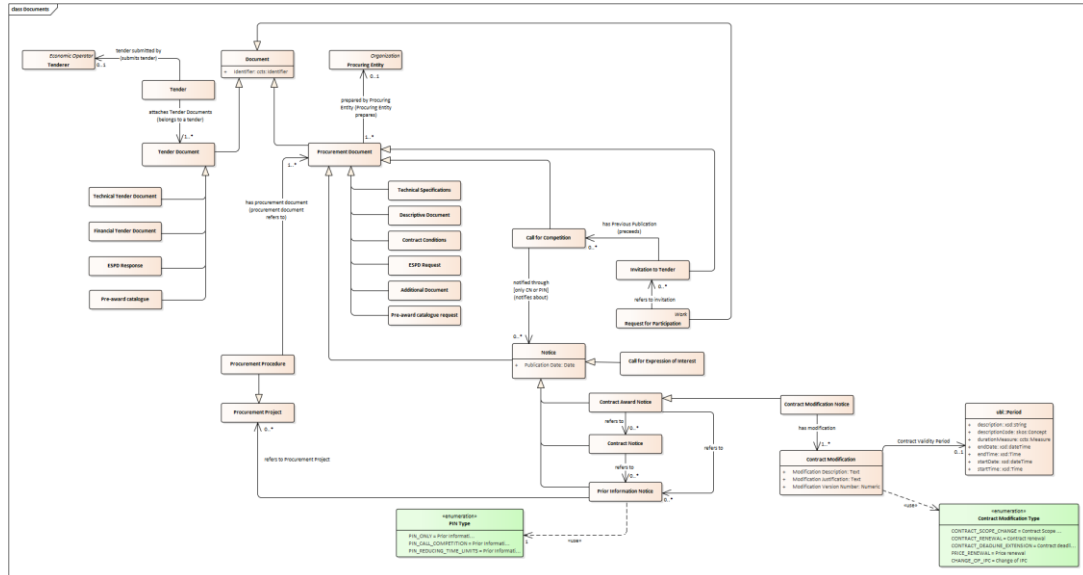 class Documents
Economic Operator
Tenderer
tender submitted by
(submits tender)
0..1
Document
+ Identifier: ccts: Identifier
Organization
Procuring Entity
0..1
Tender
attaches Tender Documents
(belongs to a tender)
1..*
prepared by Procuring
Entity (Procuring Entity
prepares)
1..*
Tender Document
Procurement Document
1..*
Technical Tender Document
Financial Tender Document
ESPD Response
Pre-award catalogue
has procurement document
(procurement document
refers to)
Technical Specifications
Descriptive Document
Contract Conditions
ESPD Request
Additional Document
Pre-award catalogue request
Call for Competition
has Previous Publication
(preceeds)
0..*
Invitation to Tender
0..*
refers to invitation
Work
Request for Participation
notified through
[only CN or PIN]
(notifies about)
0..*
Notice
+ Publication Date: Date
Call for Expression of Interest
Procurement Procedure
Procurement Project
0..*
refers to Procurement Project
Contract Award Notice
refers to
0..*
Contract Notice
refers to
0..*
refers to
Prior Information Notice
0..*
Contract Modification Notice
has modification
1..*
Contract Modification
+ Modification Description: Text
+ Modification Justification: Text
+ Modification Version Number: Numeric
Contract Validity Period
0..1
ubl::Period
+ description: xsd:String
+ descriptionCode: skos:Concept
+ durationMeasure: ccts:Measure
+ endDate: xsd:dateTime
+ endTime: xsd:Time
+ startDate: xsd:dateTime
+ startTime: xsd:Time
«enumeration»
PIN Type
PIN_ONLY = Prior Informati...
PIN_CALL_COMPETITION = Prior Informati...
PIN_REDUCING_TIME_LIMITS = Prior Informati...
1
«use»
«use»
«enumeration»
Contract Modification Type
CONTRACT_SCOPE_CHANGE = Contract Scope ...
CONTRACT_RENEWAL = Contract renewal
CONTRACT_DEADLINE_EXTENSION = Contract deadli...
PRICE_RENEWAL = Price renewal
CHANGE_OF_IPC = Change of IPC